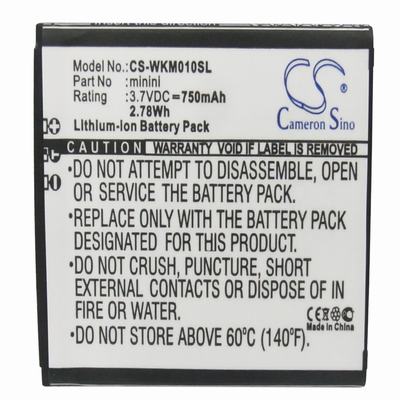 Model No: CS-WKM010SL
Part No: minini
Rating: 3.7VDC⎓750mAh
2.78Wh
Lithium-ion Battery Pack
CS
Cameron Sino
CAUTION WARRANTY VOID IF LABEL IS REMOVED
•DO NOT ATTEMPT TO DISASSEMBLE, OPEN
OR SERVICE THE BATTERY PACK
•REPLACE ONLY WITH THE BATTERY PACK
DESIGNATED FOR THIS PRODUCT
•DO NOT CRUSH, PUNCTURE, SHORT
EXTERNAL CONTACTS OR DISPOSE OF
IN FIRE OR WATER
•DO NOT STORE ABOVE 60°C (140°F)
RoHS
CE
Made in China